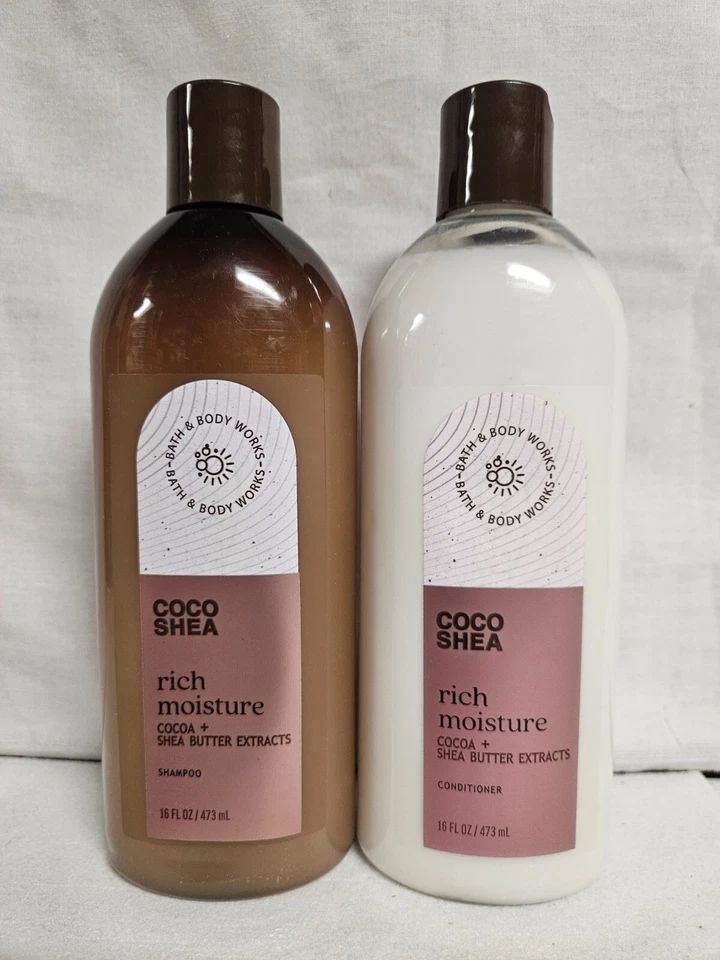 BATH & BODY WORKS
BATH & BODY WORKS
COCO
SHEA
rich
moisture
COCOA +
SHEA BUTTER EXTRACTS
SHAMPOO
16 FL OZ / 473 mL
BATH & BODY WORKS
BATH & BODY WORKS
COCO
SHEA
rich
moisture
COCOA +
SHEA BUTTER EXTRACTS
CONDITIONER
16 FL OZ / 473 mL